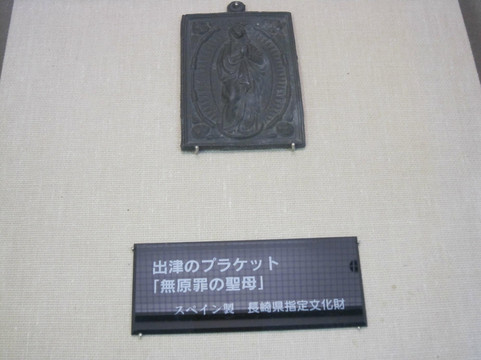 出津のプラケット
「無原罪の聖母」
スペイン製 長崎県指定文化財